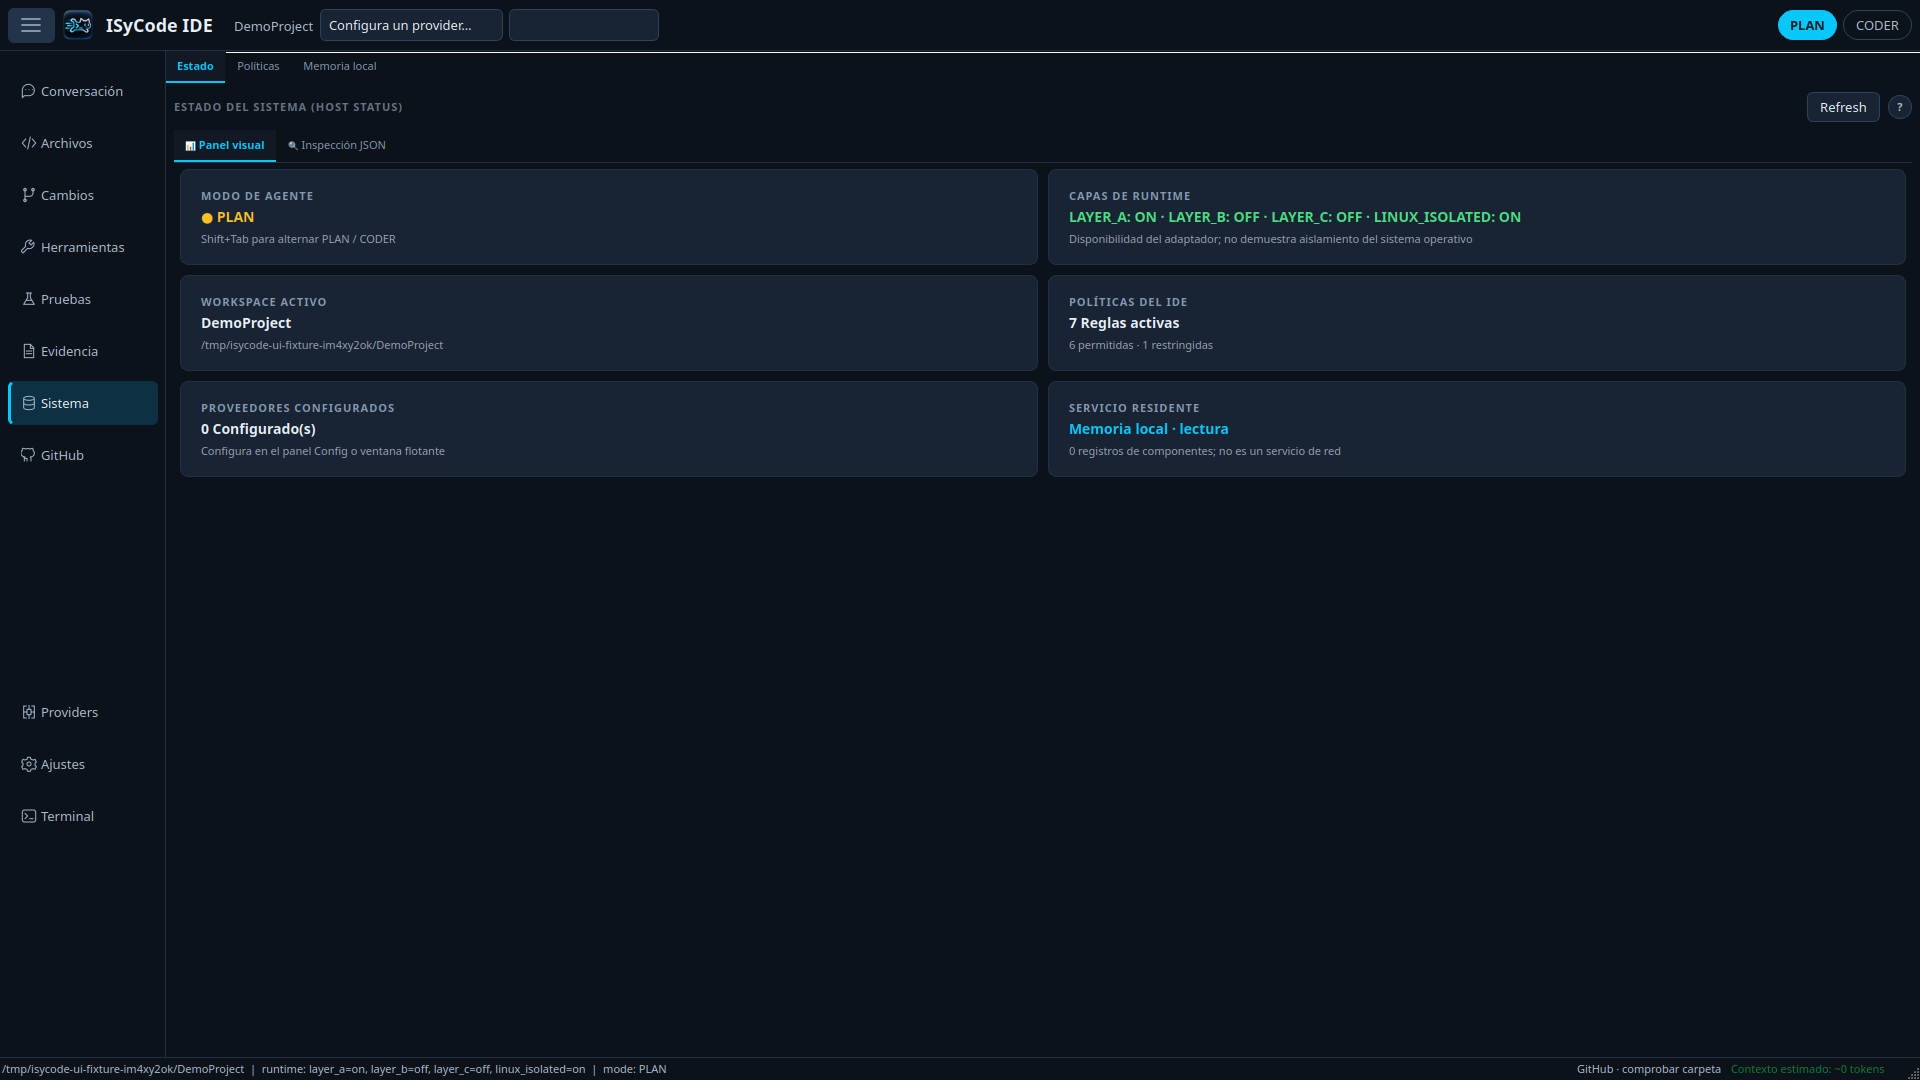 ISyCode IDE DemoProject Configura un provider... PLAN CODER
Conversación
Archivos
Cambios
Herramientas
Pruebas
Evidencia
Sistema
GitHub
Providers
Ajustes
Terminal
Estado Políticas Memoria local
ESTADO DEL SISTEMA (HOST STATUS) Refresh ?
Panel visual Inspección JSON
MODO DE AGENTE
PLAN
Shift+Tab para alternar PLAN / CODER
CAPAS DE RUNTIME
LAYER_A: ON · LAYER_B: OFF · LAYER_C: OFF · LINUX_ISOLATED: ON
Disponibilidad del adaptador; no demuestra aislamiento del sistema operativo
WORKSPACE ACTIVO
DemoProject
/tmp/isycode-ui-fixture-im4xy2ok/DemoProject
POLÍTICAS DEL IDE
7 Reglas activas
6 permitidas · 1 restringidas
PROVEEDORES CONFIGURADOS
0 Configurado(s)
Configura en el panel Config o ventana flotante
SERVICIO RESIDENTE
Memoria local · lectura
0 registros de componentes; no es un servicio de red
/tmp/isycode-ui-fixture-im4xy2ok/DemoProject | runtime: layer_a=on, layer_b=off, layer_c=off, linux_isolated=on | mode: PLAN GitHub · comprobar carpeta Contexto estimado: ~0 tokens